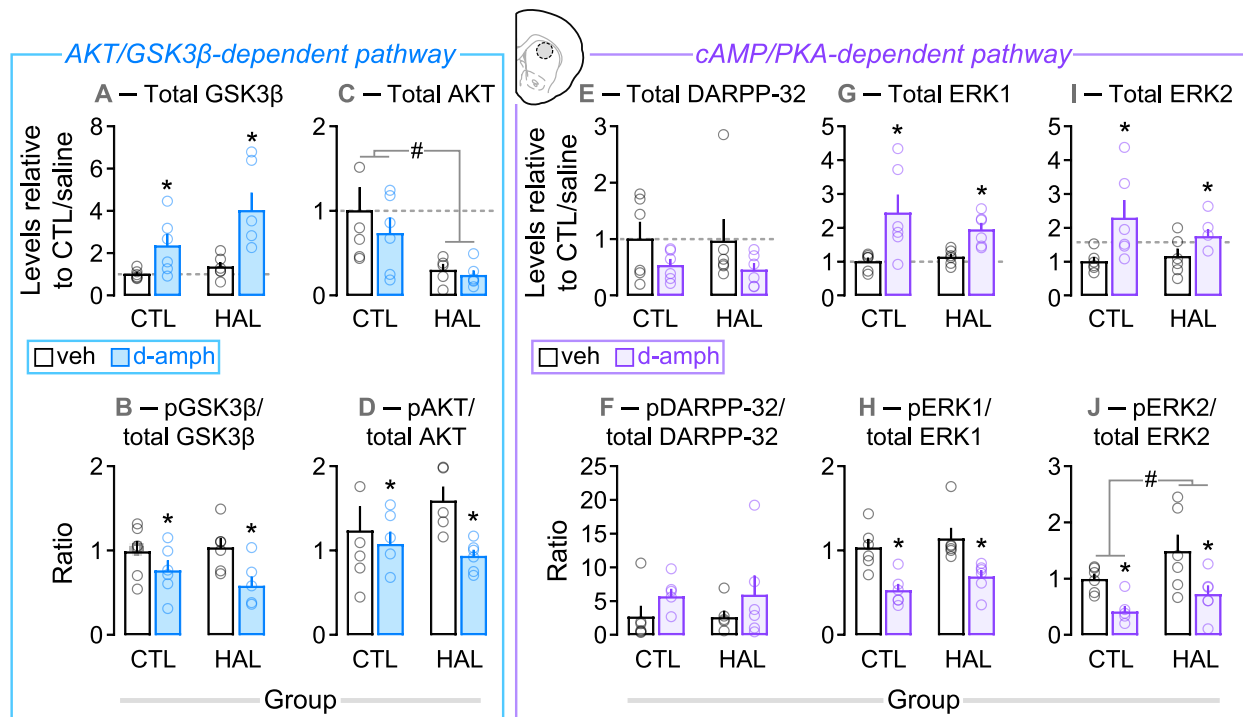 AKT/GSK3β-dependent pathway
A — Total GSK3β
C — Total AKT
Levels relative
to CTL/saline
8
6
4
2
0
CTL
HAL
*
*
2
1
0
CTL
HAL
#
veh
d-amph
B — pGSK3β/
total GSK3β
D — pAKT/
total AKT
Ratio
2
1
0
CTL
HAL
*
*
2
1
0
CTL
HAL
*
*
Group
cAMP/PKA-dependent pathway
E — Total DARPP-32
G — Total ERK1
I — Total ERK2
Levels relative
to CTL/saline
3
2
1
0
CTL
HAL
5
4
3
2
1
0
CTL
HAL
*
*
5
4
3
2
1
0
CTL
HAL
*
*
veh
d-amph
F — pDARPP-32/
total DARPP-32
H — pERK1/
total ERK1
J — pERK2/
total ERK2
Ratio
25
20
15
10
5
0
CTL
HAL
2
1
0
CTL
HAL
*
*
3
2
1
0
CTL
HAL
#
*
*
Group